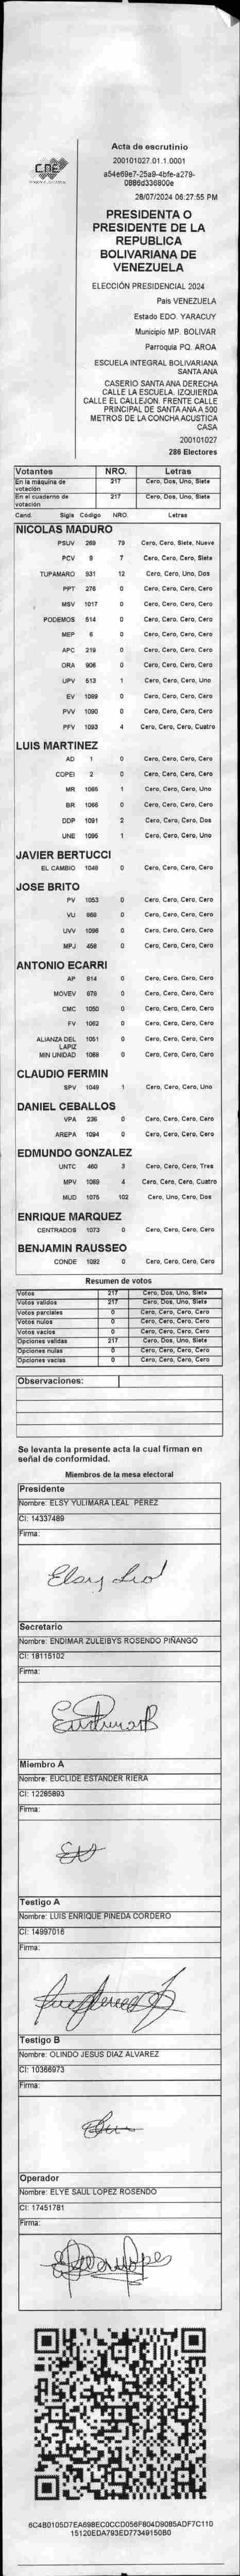 CNE
Acta de escrutinio
200101027.01.1.0001
a54e69e7-25a9-4bfe-a279-
0886d336800e
28/07/2024 06:27:55 PM
PRESIDENTA O
PRESIDENTE DE LA
REPUBLICA
BOLIVARIANA DE
VENEZUELA
ELECCIÓN PRESIDENCIAL 2024
Pais VENEZUELA
Estado EDO. YARACUY
Municipio MP. BOLIVAR
Parroquia PQ. AROA
ESCUELA INTEGRAL BOLIVARIANA
SANTA ANA
CASERIO SANTA ANA DERECHA
CALLE LA ESCUELA. IZQUIERDA
CALLE EL CALLEJON. FRENTE CALLE
PRINCIPAL DE SANTA ANA A 500
METROS DE LA CONCHA ACUSTICA
CASA
200101027
286 Electores
Votantes NRO. Letras
En la máquina de votación 217 Cero, Dos, Uno, Siete
En el cuaderno de votación 217 Cero, Dos, Uno, Siete
Cand. Sigla Código NRO. Letras
NICOLAS MADURO
PSUV 269 79 Cero, Cero, Siete, Nueve
PCV 9 7 Cero, Cero, Cero, Siete
TUPAMARO 931 12 Cero, Cero, Uno, Dos
PPT 276 0 Cero, Cero, Cero, Cero
MSV 1017 0 Cero, Cero, Cero, Cero
PODEMOS 514 0 Cero, Cero, Cero, Cero
MEP 6 0 Cero, Cero, Cero, Cero
APC 219 0 Cero, Cero, Cero, Cero
ORA 906 0 Cero, Cero, Cero, Cero
UPV 513 1 Cero, Cero, Cero, Uno
EV 1089 0 Cero, Cero, Cero, Cero
PVV 1090 0 Cero, Cero, Cero, Cero
PFV 1093 4 Cero, Cero, Cero, Cuatro
LUIS MARTINEZ
AD 1 0 Cero, Cero, Cero, Cero
COPEI 2 0 Cero, Cero, Cero, Cero
MR 1065 1 Cero, Cero, Cero, Uno
BR 1066 0 Cero, Cero, Cero, Cero
DDP 1091 2 Cero, Cero, Cero, Dos
UNE 1095 1 Cero, Cero, Cero, Uno
JAVIER BERTUCCI
EL CAMBIO 1048 0 Cero, Cero, Cero, Cero
JOSE BRITO
PV 1053 0 Cero, Cero, Cero, Cero
VU 868 0 Cero, Cero, Cero, Cero
UVV 1098 0 Cero, Cero, Cero, Cero
MPJ 458 0 Cero, Cero, Cero, Cero
ANTONIO ECARRI
AP 814 0 Cero, Cero, Cero, Cero
MOVEV 878 0 Cero, Cero, Cero, Cero
CMC 1050 0 Cero, Cero, Cero, Cero
FV 1062 0 Cero, Cero, Cero, Cero
ALIANZA DEL LAPIZ 1051 0 Cero, Cero, Cero, Cero
MIN UNIDAD 1068 0 Cero, Cero, Cero, Cero
CLAUDIO FERMIN
SPV 1049 1 Cero, Cero, Cero, Uno
DANIEL CEBALLOS
VPA 236 0 Cero, Cero, Cero, Cero
AREPA 1094 0 Cero, Cero, Cero, Cero
EDMUNDO GONZALEZ
UNTC 460 3 Cero, Cero, Cero, Tres
MPV 1069 4 Cero, Cero, Cero, Cuatro
MUD 1075 102 Cero, Uno, Cero, Dos
ENRIQUE MARQUEZ
CENTRADOS 1073 0 Cero, Cero, Cero, Cero
BENJAMIN RAUSSEO
CONDE 1092 0 Cero, Cero, Cero, Cero
Resumen de votos
Votos 217 Cero, Dos, Uno, Siete
Votos validos 217 Cero, Dos, Uno, Siete
Votos parciales 0 Cero, Cero, Cero, Cero
Votos nulos 0 Cero, Cero, Cero, Cero
Votos vacios 0 Cero, Cero, Cero, Cero
Opciones validas 217 Cero, Dos, Uno, Siete
Opciones nulas 0 Cero, Cero, Cero, Cero
Opciones vacias 0 Cero, Cero, Cero, Cero
Observaciones:
Se levanta la presente acta la cual firman en
señal de conformidad.
Miembros de la mesa electoral
Presidente
Nombre: ELSY YULIMARA LEAL PEREZ
CI: 14337489
Firma:
Elsy Leal
Secretario
Nombre: ENDIMAR ZULEIBYS ROSENDO PIÑANGO
CI: 18115102
Firma:
Miembro A
Nombre: EUCLIDE ESTANDER RIERA
CI: 12285893
Firma:
Testigo A
Nombre: LUIS ENRIQUE PINEDA CORDERO
CI: 14997016
Firma:
Testigo B
Nombre: OLINDO JESUS DIAZ ALVAREZ
CI: 10366973
Firma:
Operador
Nombre: ELYE SAUL LOPEZ ROSENDO
CI: 17451781
Firma:
6C4B0105D7EA698EC0CCD056F804D9085ADF7C110
15120EDA793ED77349150B0